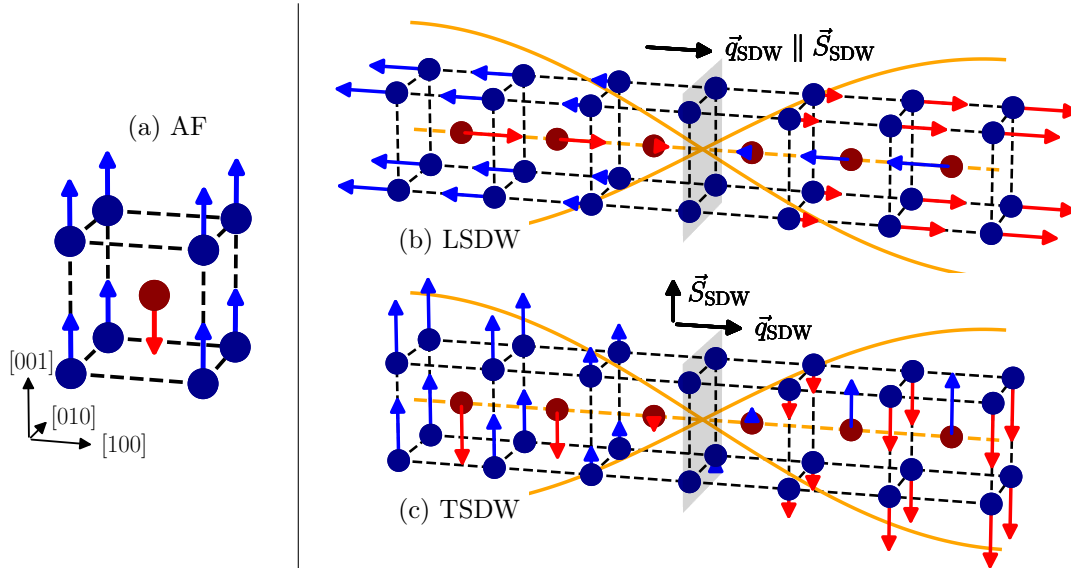 (a) AF
[001]
[010]
[100]
q⃗SDW ∥ S⃗SDW
(b) LSDW
S⃗SDW
q⃗SDW
(c) TSDW